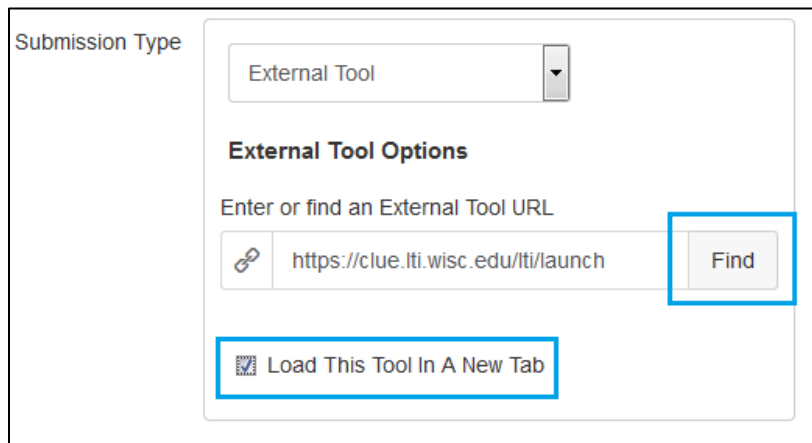 Submission Type
External Tool
External Tool Options
Enter or find an External Tool URL
https://clue.lti.wisc.edu/lti/launch Find
Load This Tool In A New Tab